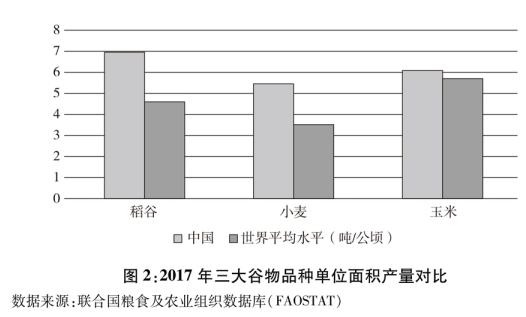 8
7
6
5
4
3
2
1
0
稻谷 小麦 玉米
中国 世界平均水平(吨/公顷)
图 2:2017 年三大谷物品种单位面积产量对比
数据来源:联合国粮食及农业组织数据库(FAOSTAT)